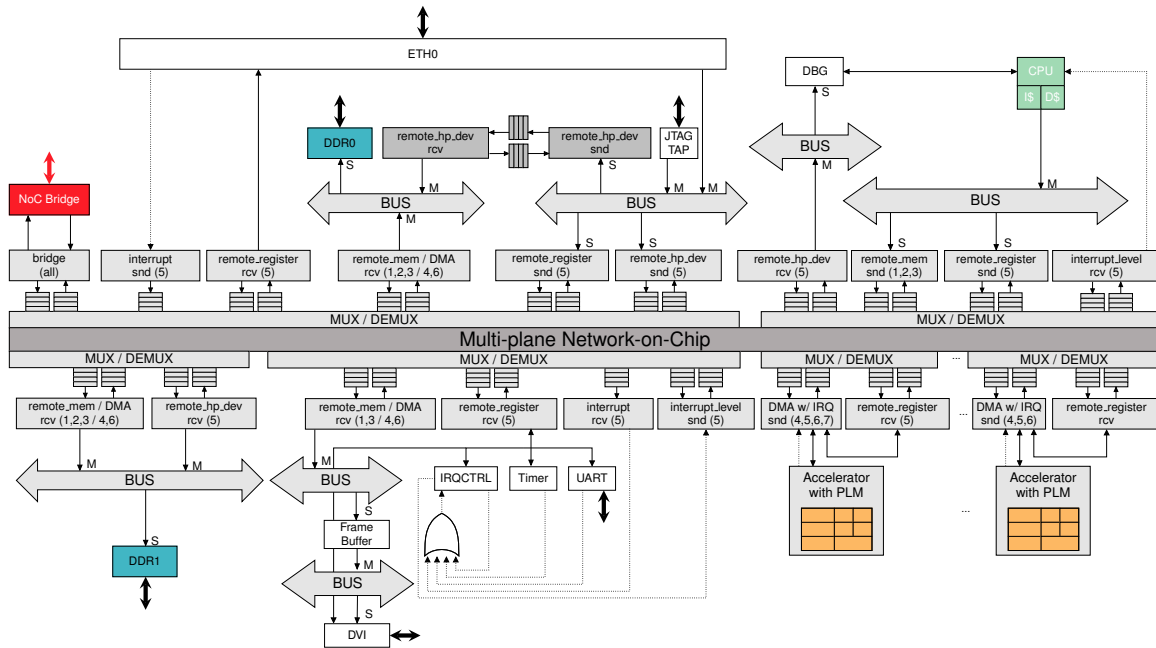 ETH0
DBG
CPU
I$ D$
S
DDR0
remote_hp_dev
rcv
remote_hp_dev
snd
JTAG
TAP
S
M
S
M
M
BUS
M
BUS
BUS
M
M
BUS
NoC Bridge
S
S
S
S
bridge
(all)
interrupt
snd (5)
remote_register
rcv (5)
remote_mem / DMA
rcv (1,2,3 / 4,6)
remote_register
snd (5)
remote_hp_dev
snd (5)
remote_hp_dev
rcv (5)
remote_mem
snd (1,2,3)
remote_register
snd (5)
interrupt_level
rcv (5)
MUX / DEMUX
MUX / DEMUX
Multi-plane Network-on-Chip
MUX / DEMUX
MUX / DEMUX
MUX / DEMUX
...
MUX / DEMUX
remote_mem / DMA
rcv (1,2,3 / 4,6)
remote_hp_dev
rcv (5)
remote_mem / DMA
rcv (1,3 / 4,6)
remote_register
rcv (5)
interrupt
rcv (5)
interrupt_level
snd (5)
DMA w/ IRQ
snd (4,5,6,7)
remote_register
rcv (5)
...
DMA w/ IRQ
snd (4,5,6)
remote_register
rcv
M
M
BUS
M
BUS
S
IRQCTRL
Timer
UART
Accelerator
with PLM
...
Accelerator
with PLM
Frame
Buffer
S
DDR1
M
BUS
S
DVI